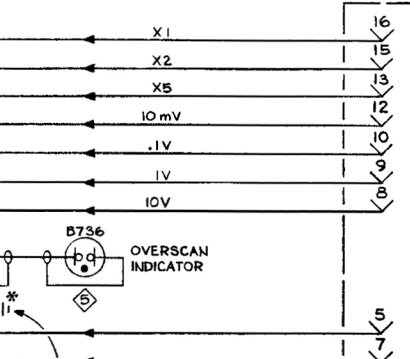 X1 16
X2 15
X5 13
10 mV 12
.1V 10
1V 9
10V 8
B736
OVERSCAN
INDICATOR
5
*
5
7